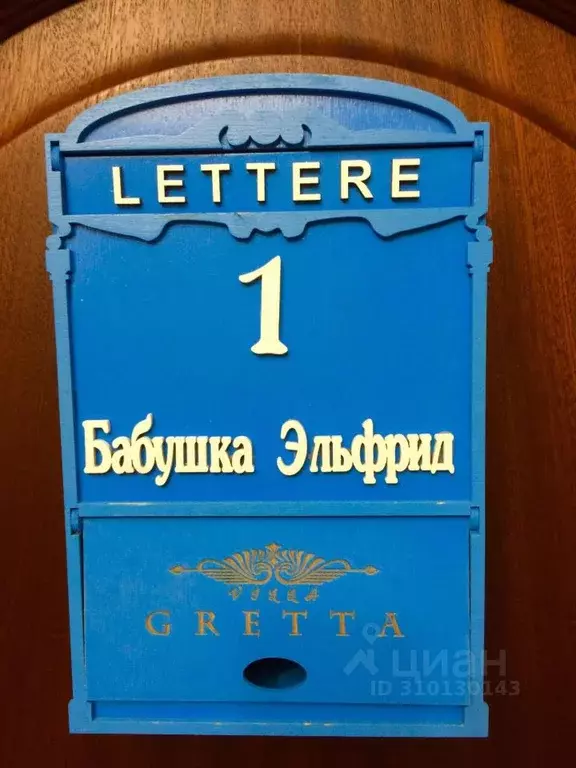 LETTERE
1
Бабушка Эльфрид
GRETTA
циан
ID 310130143